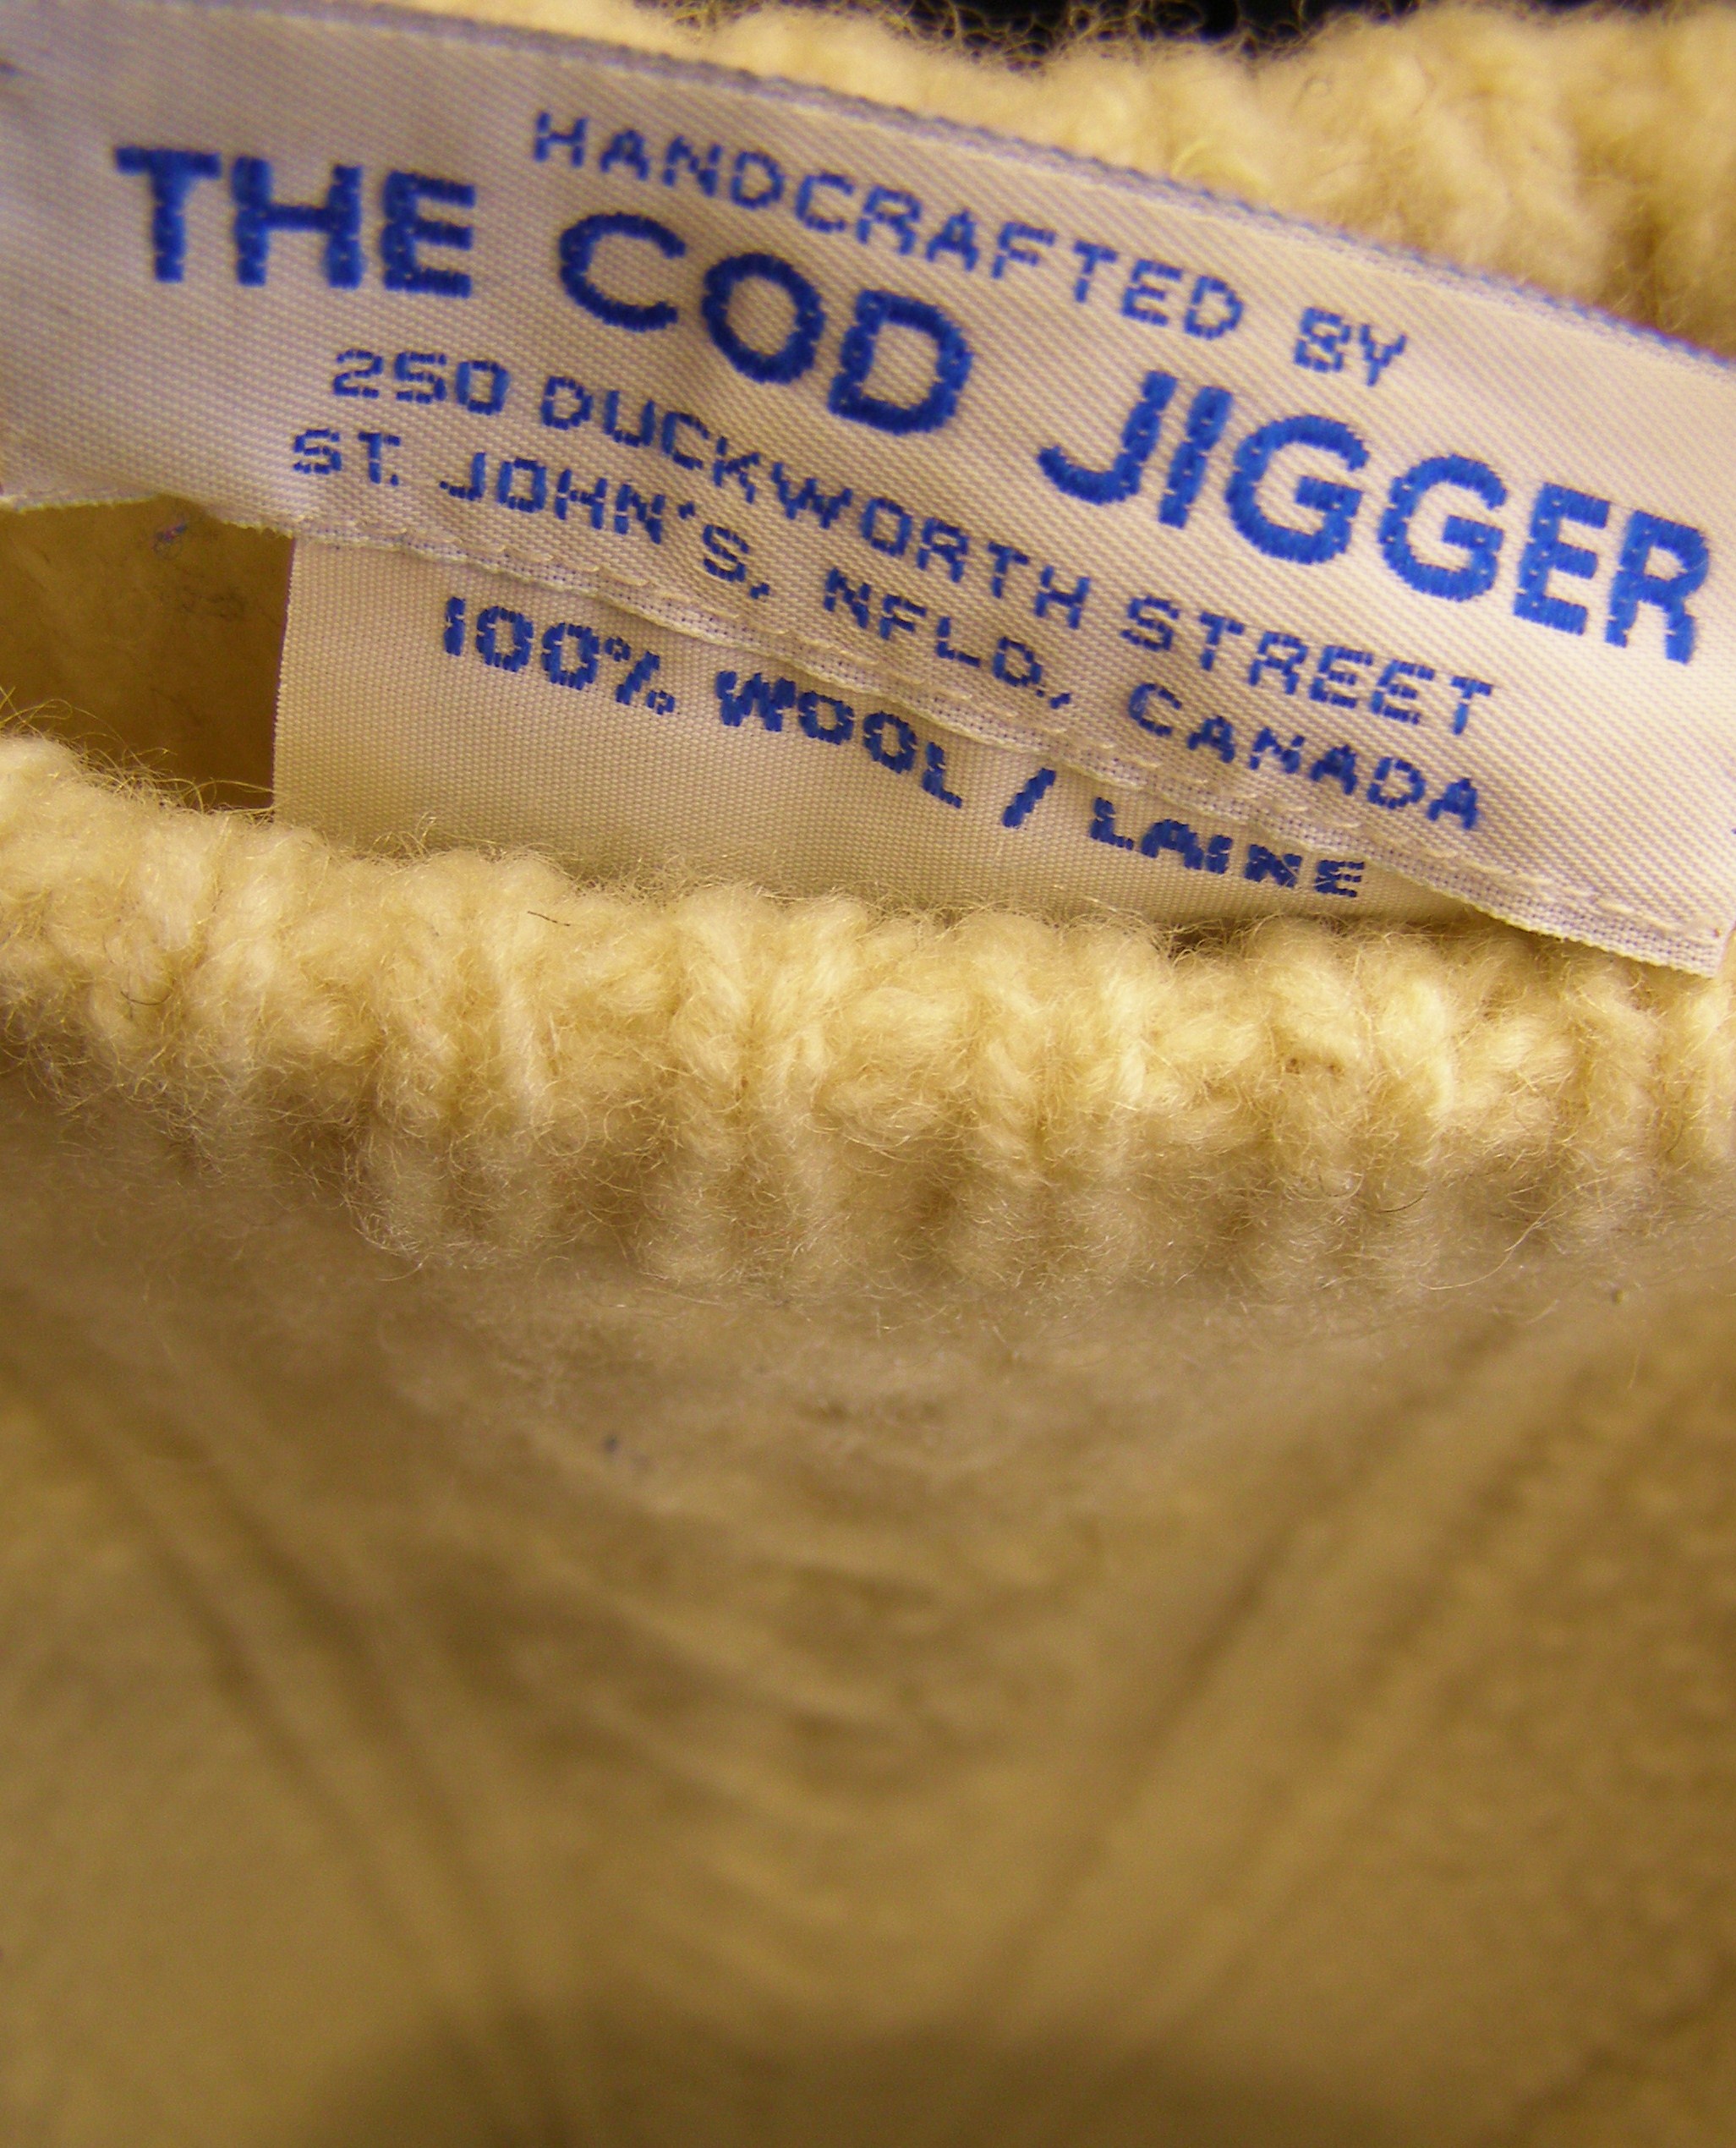 HANDCRAFTED BY
THE COD JIGGER
250 DUCKWORTH STREET
ST. JOHN'S, NFLD., CANADA
100% WOOL / LAINE